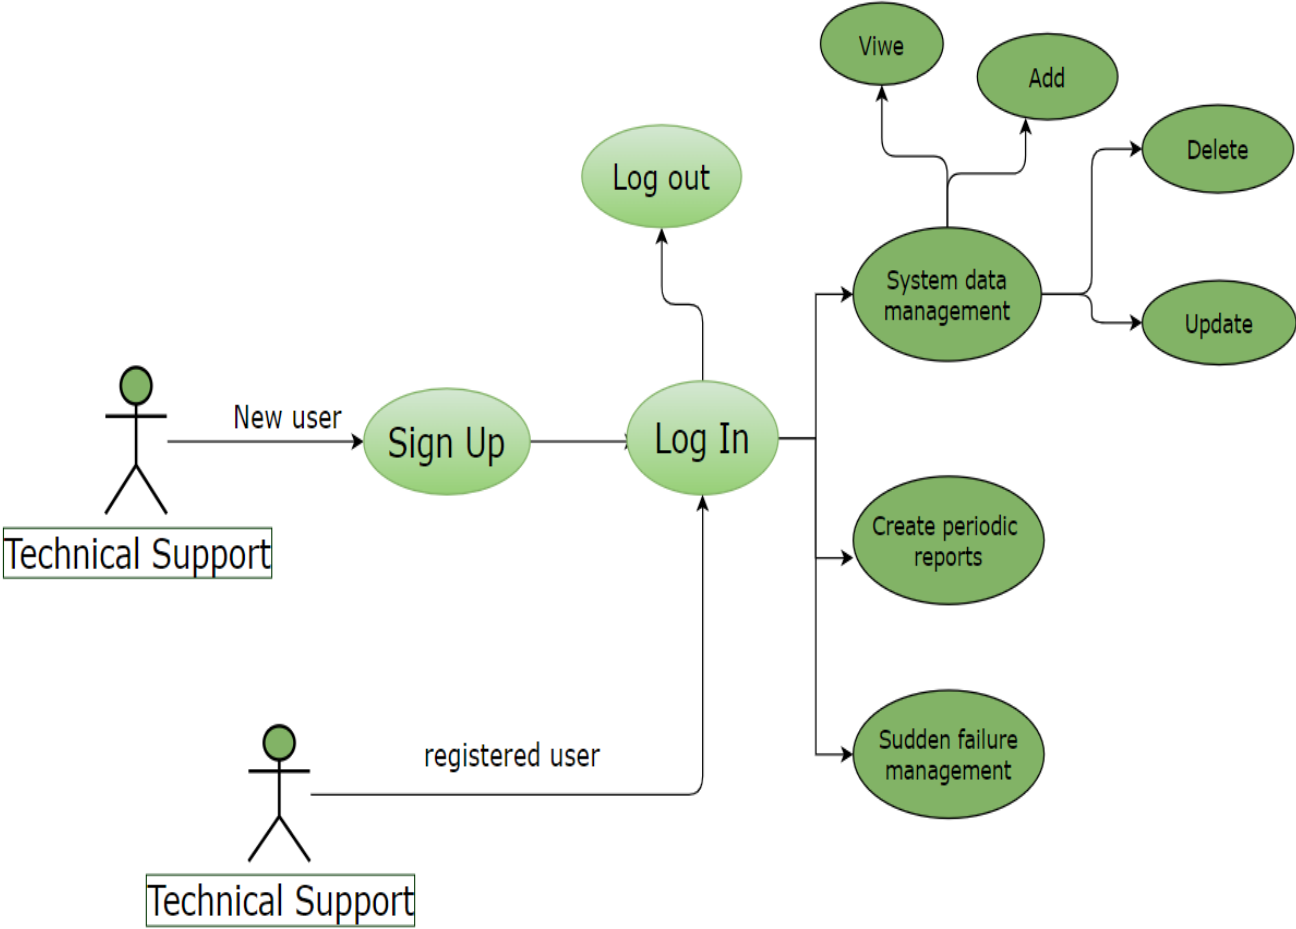 Viwe
Add
Delete
Log out
System data
management
Update
New user
Sign Up
Log In
Technical Support
Create periodic
reports
registered user
Sudden failure
management
Technical Support